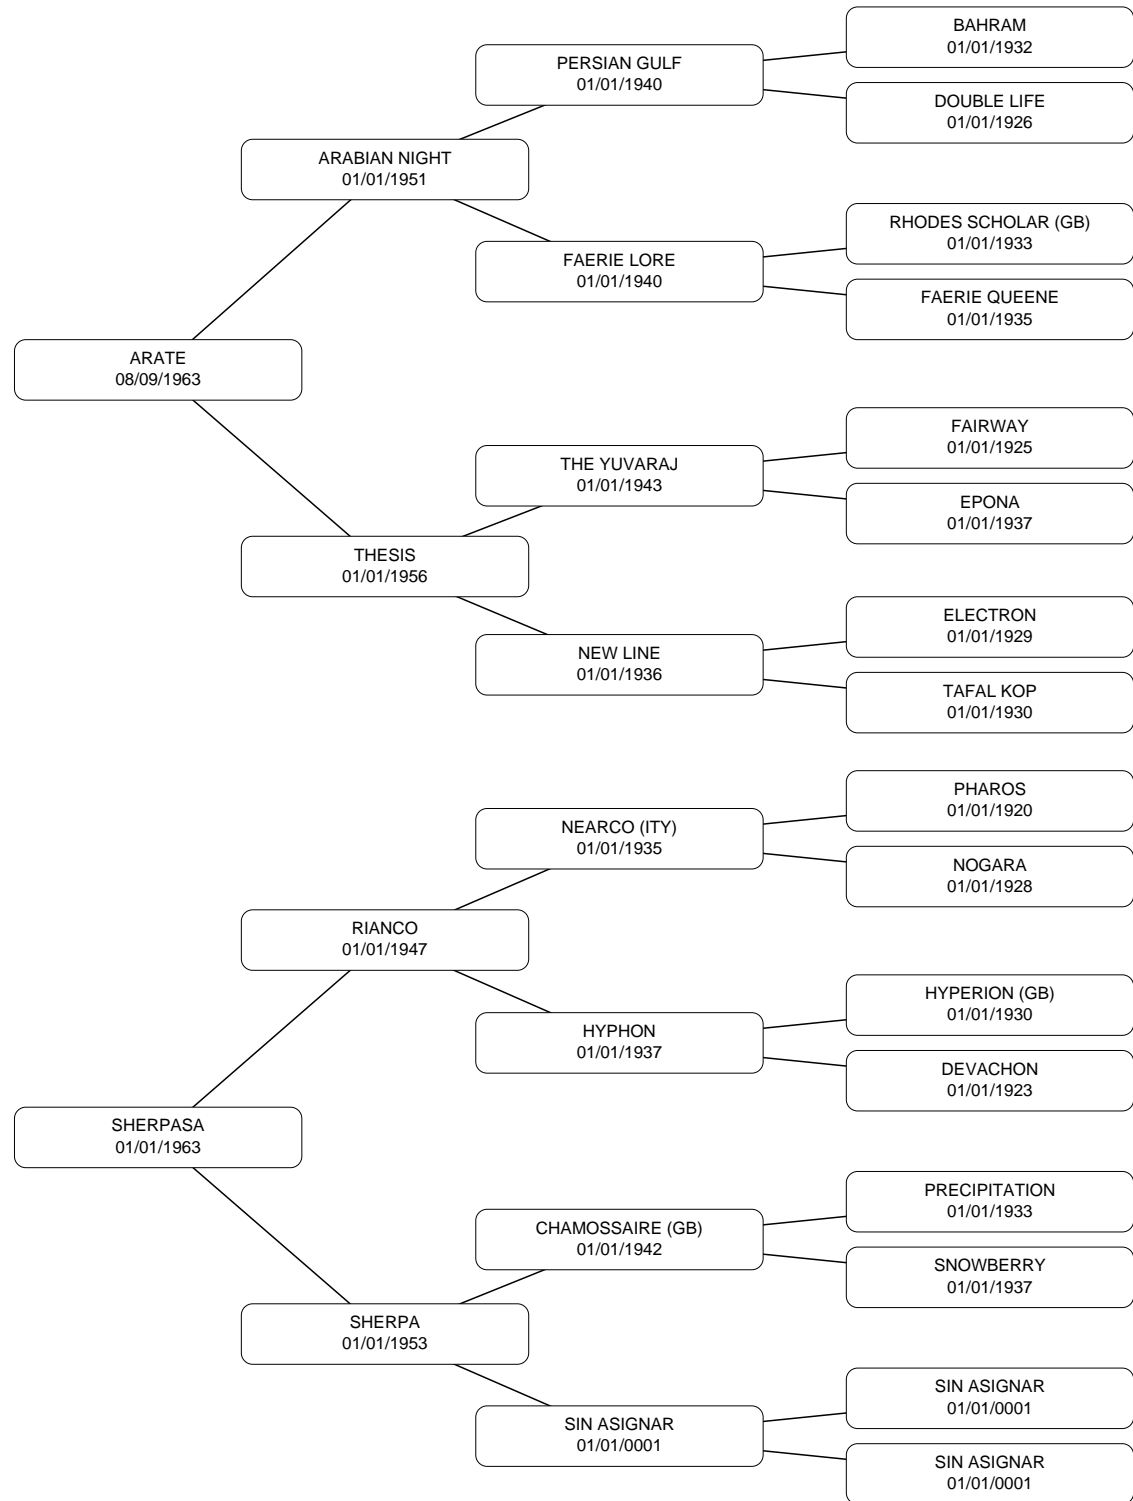 BAHRAM
01/01/1932
PERSIAN GULF
01/01/1940
DOUBLE LIFE
01/01/1926
ARABIAN NIGHT
01/01/1951
RHODES SCHOLAR (GB)
01/01/1933
FAERIE LORE
01/01/1940
FAERIE QUEENE
01/01/1935
ARATE
08/09/1963
FAIRWAY
01/01/1925
THE YUVARAJ
01/01/1943
EPONA
01/01/1937
THESIS
01/01/1956
ELECTRON
01/01/1929
NEW LINE
01/01/1936
TAFAL KOP
01/01/1930
PHAROS
01/01/1920
NEARCO (ITY)
01/01/1935
NOGARA
01/01/1928
RIANCO
01/01/1947
HYPERION (GB)
01/01/1930
HYPHON
01/01/1937
DEVACHON
01/01/1923
SHERPASA
01/01/1963
PRECIPITATION
01/01/1933
CHAMOSSAIRE (GB)
01/01/1942
SNOWBERRY
01/01/1937
SHERPA
01/01/1953
SIN ASIGNAR
01/01/0001
SIN ASIGNAR
01/01/0001
SIN ASIGNAR
01/01/0001